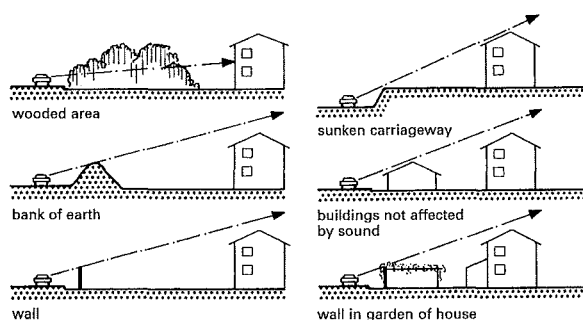 wooded area
sunken carriageway
bank of earth
buildings not affected
by sound
wall
wall in garden of house